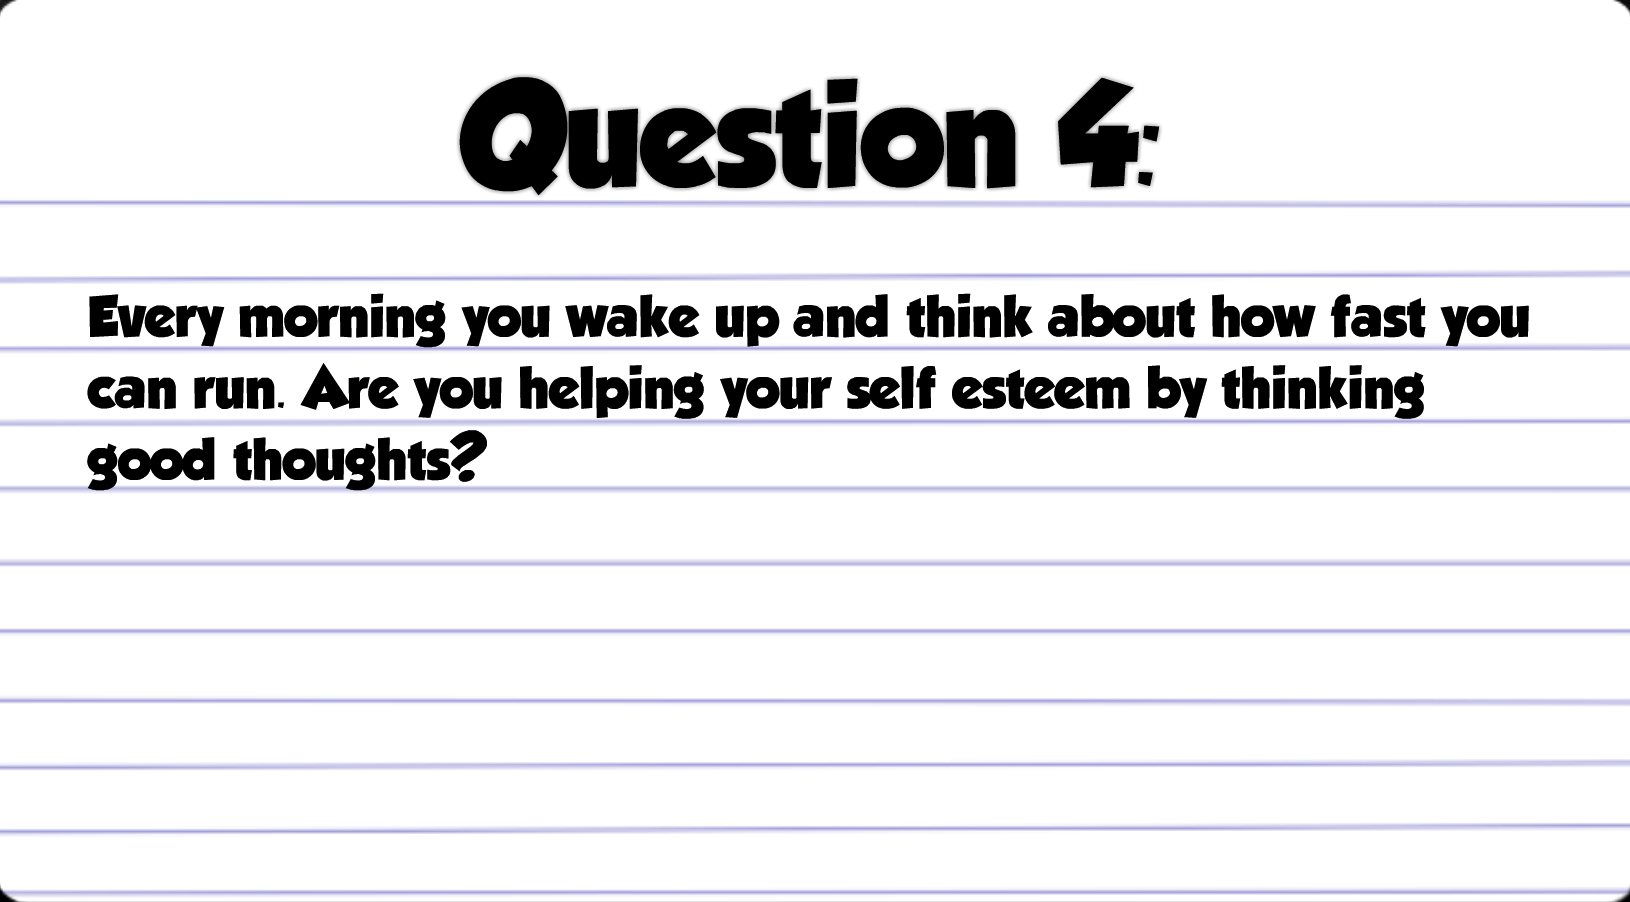 Question 4:
Every morning you wake up and think about how fast you
can run. Are you helping your self esteem by thinking
good thoughts?